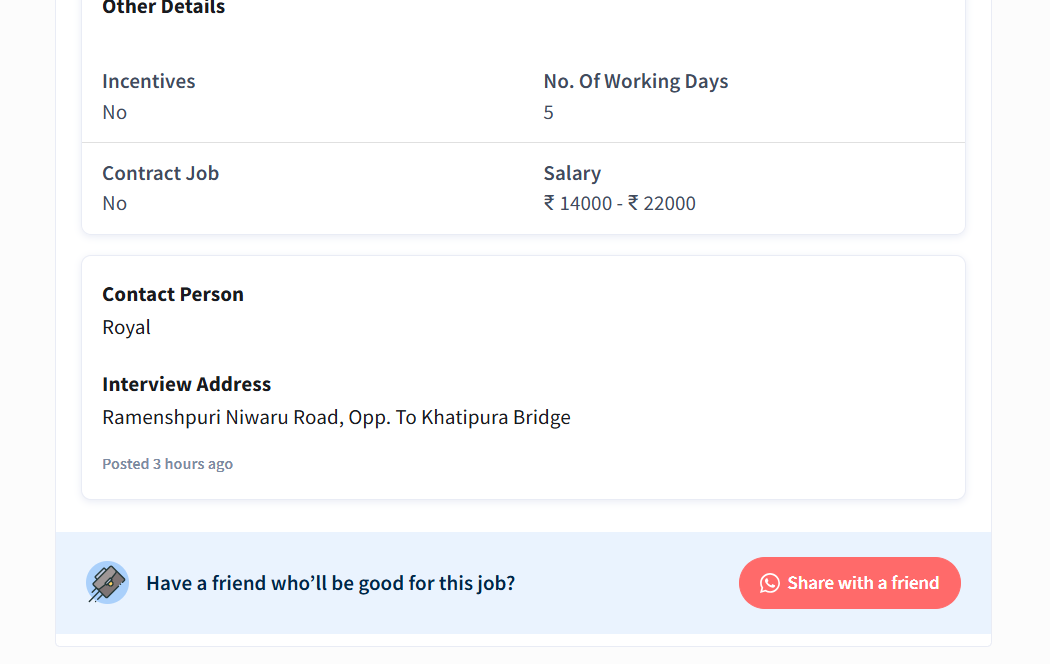 Other Details
Incentives
No
No. Of Working Days
5
Contract Job
No
Salary
₹ 14000 - ₹ 22000
Contact Person
Royal
Interview Address
Ramenshpuri Niwaru Road, Opp. To Khatipura Bridge
Posted 3 hours ago
Have a friend who’ll be good for this job?
Share with a friend